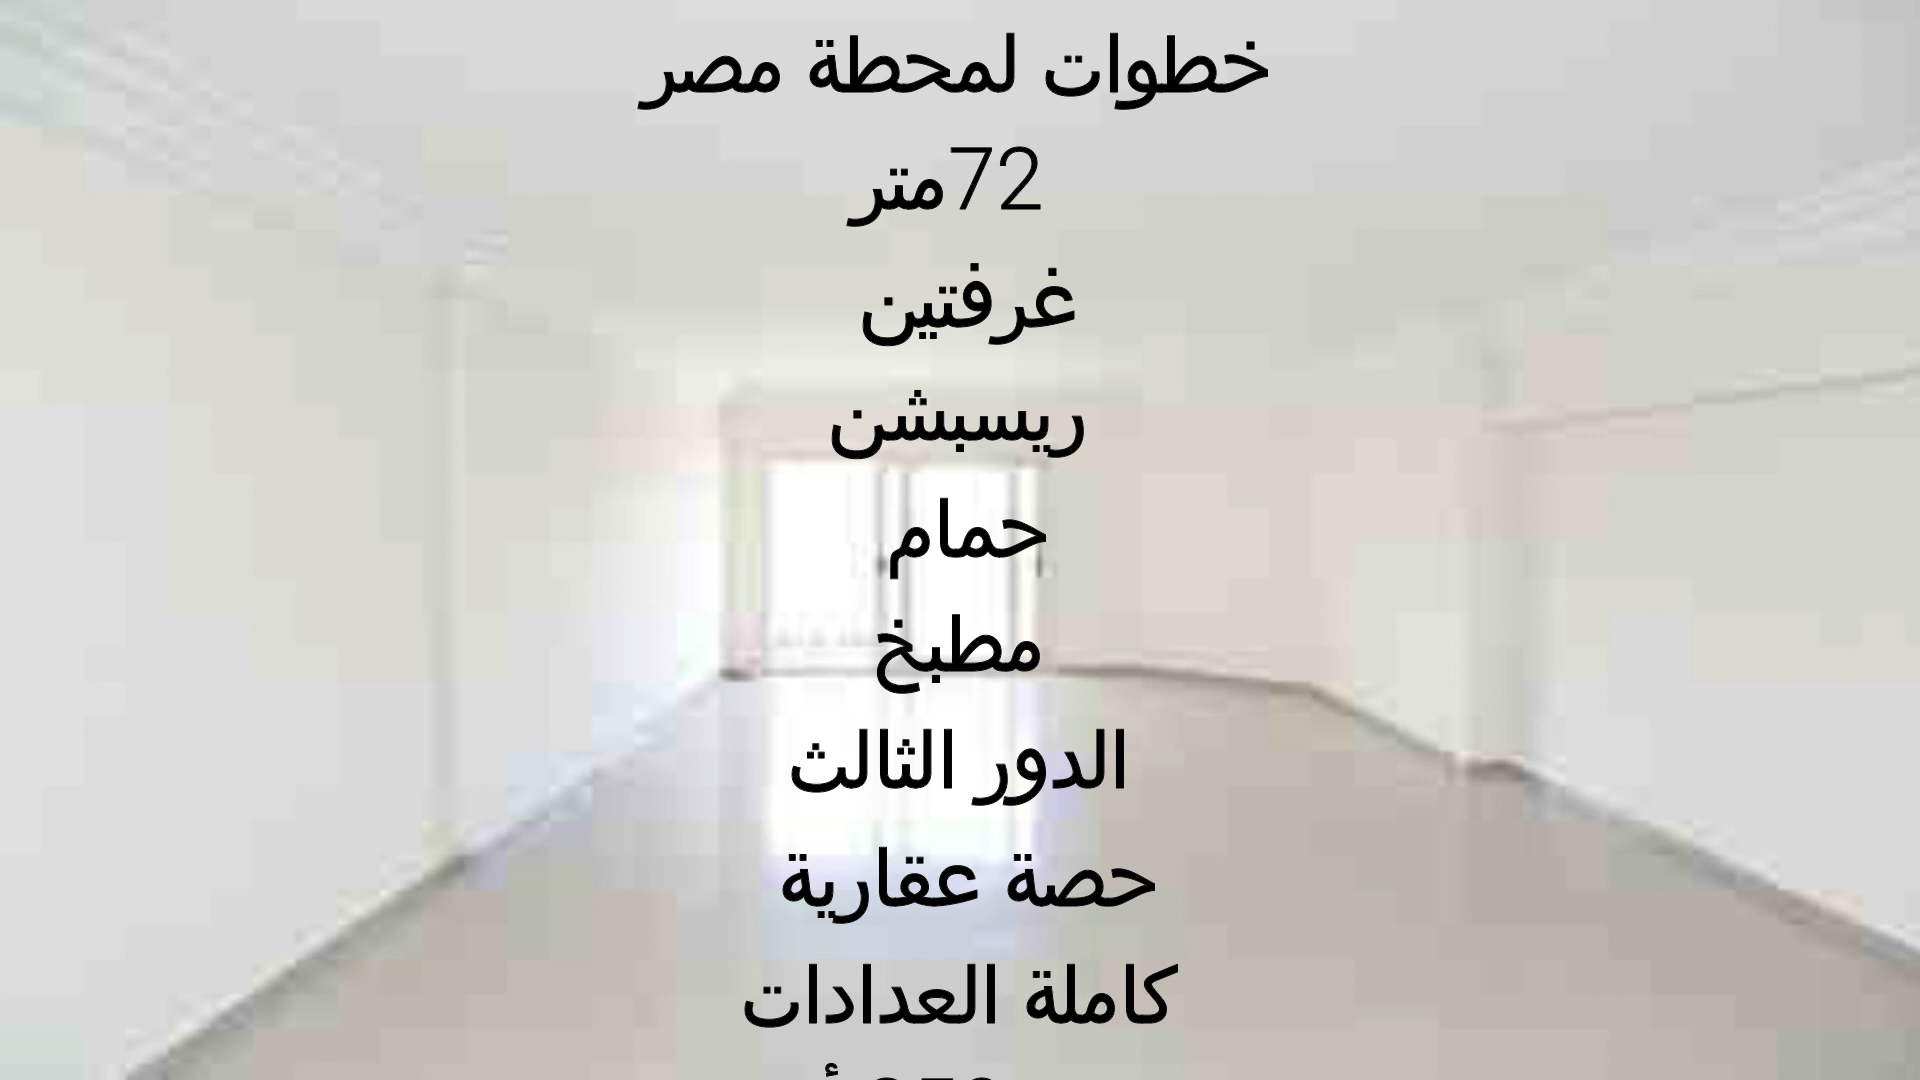 خطوات لمحطة مصر
72متر
غرفتين
ريسبشن
حمام
مطبخ
الدور الثالث
حصة عقارية
كاملة العدادات